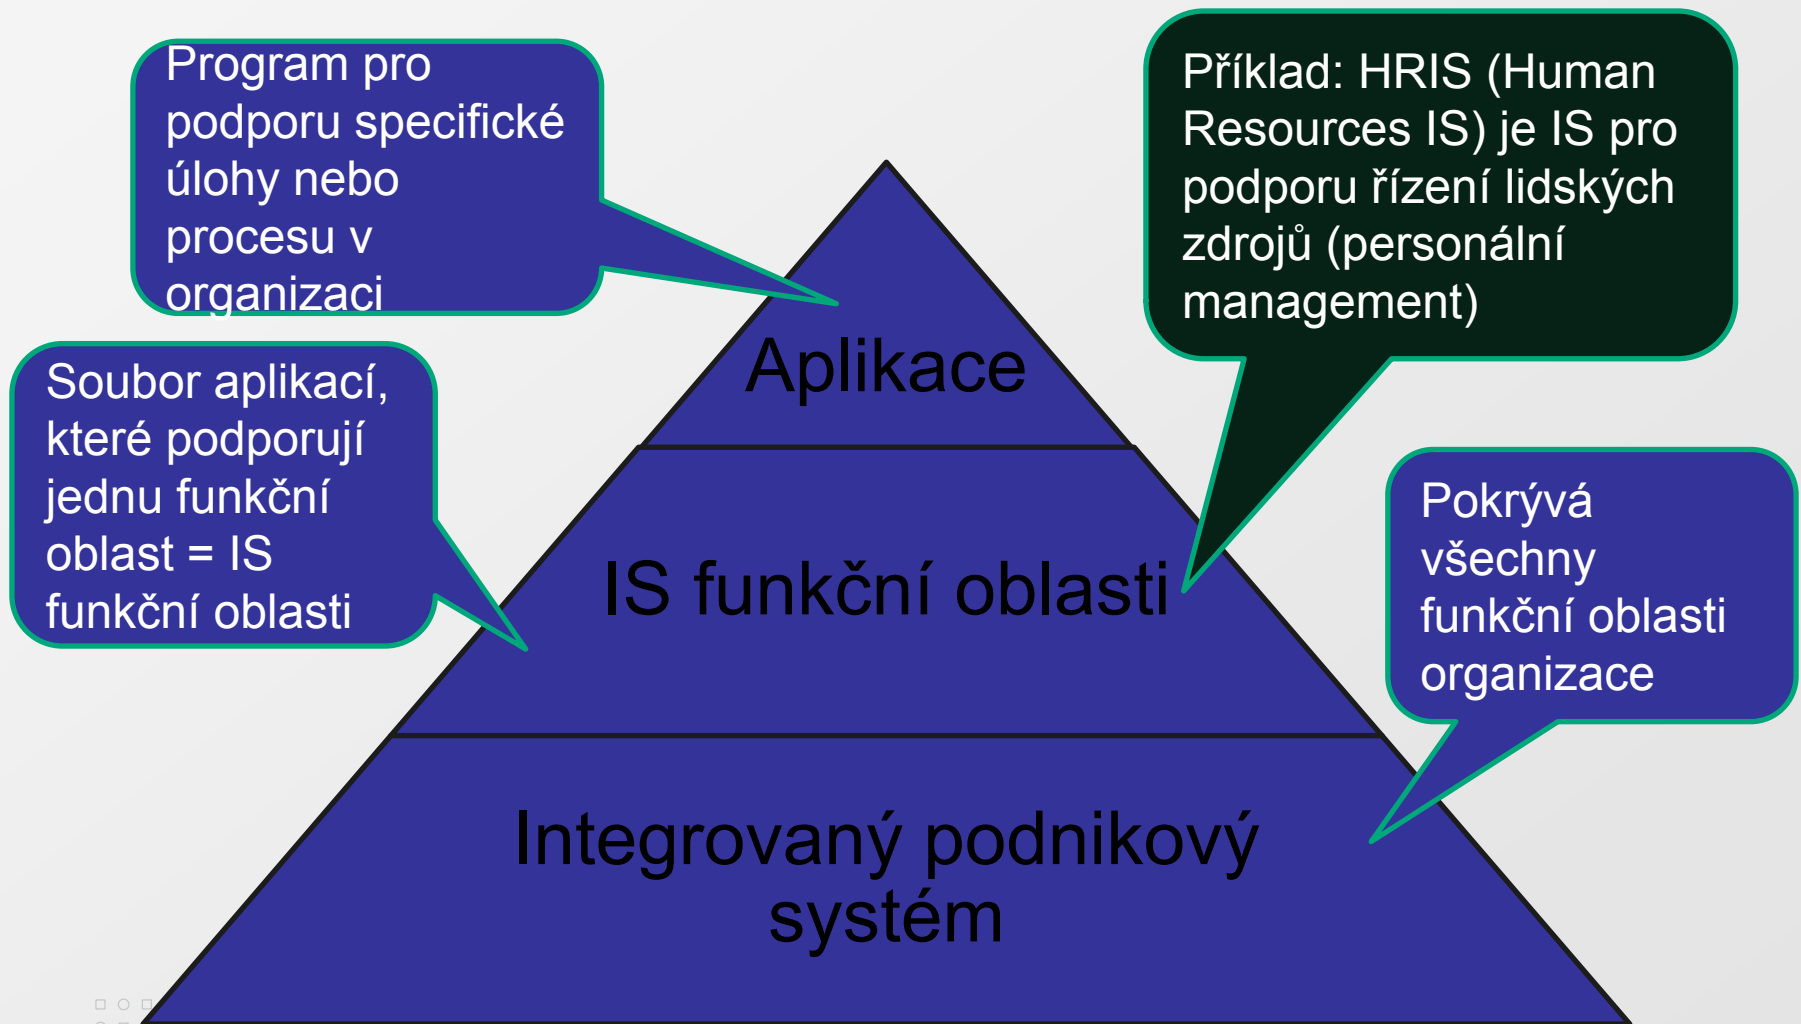 Program pro
podporu specifické
úlohy nebo
procesu v
organizaci
Příklad: HRIS (Human
Resources IS) je IS pro
podporu řízení lidských
zdrojů (personální
management)
Aplikace
Soubor aplikací,
které podporují
jednu funkční
oblast = IS
funkční oblasti
IS funkční oblasti
Pokrývá
všechny
funkční oblasti
organizace
Integrovaný podnikový
systém